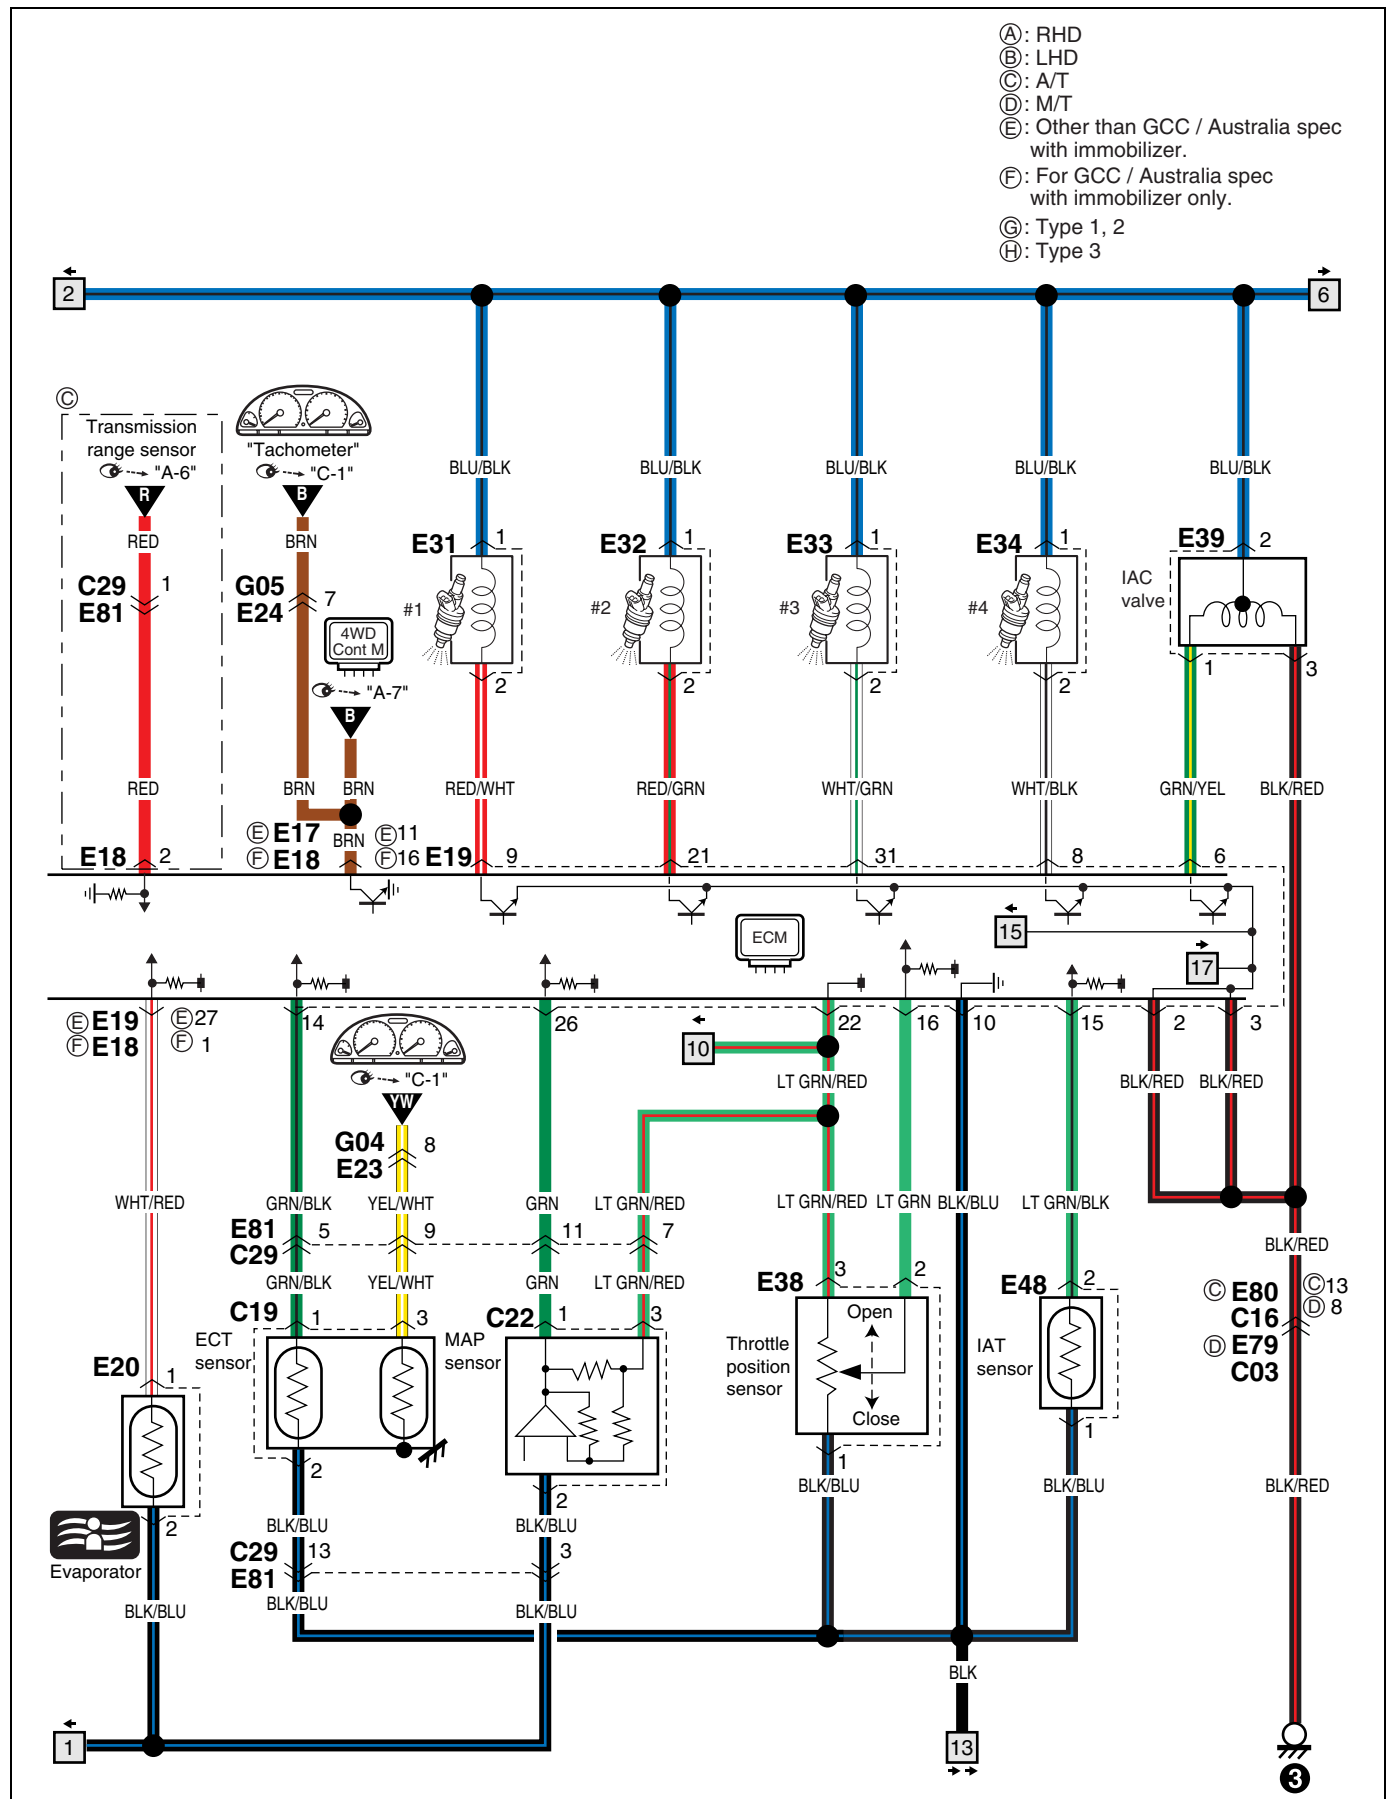 Ⓐ: RHD
Ⓑ: LHD
Ⓒ: A/T
Ⓓ: M/T
Ⓔ: Other than GCC / Australia spec
with immobilizer.
Ⓕ: For GCC / Australia spec
with immobilizer only.
Ⓖ: Type 1, 2
Ⓗ: Type 3
2
6
Ⓒ
Transmission
range sensor
"A-6"
R
RED
C29
1
E81
RED
E18
2
"Tachometer"
"C-1"
B
BRN
G05
7
E24
4WD
Cont M
"A-7"
B
BRN
BRN
BRN
Ⓔ E17
Ⓔ11
Ⓕ E18
Ⓕ16
BLU/BLK
BLU/BLK
BLU/BLK
BLU/BLK
BLU/BLK
E31
1
E32
1
E33
1
E34
1
E39
2
#1
#2
#3
#4
IAC
valve
2
2
2
2
1
3
RED/WHT
RED/GRN
WHT/GRN
WHT/BLK
GRN/YEL
BLK/RED
E19
9
21
31
8
6
ECM
15
17
Ⓔ E19
Ⓔ27
Ⓕ E18
Ⓕ 1
14
26
22
16
10
15
2
3
10
"C-1"
YW
LT GRN/RED
BLK/RED
BLK/RED
G04
8
E23
WHT/RED
GRN/BLK
YEL/WHT
GRN
LT GRN/RED
LT GRN/RED
LT GRN
BLK/BLU
LT GRN/BLK
E81
5
9
11
7
C29
BLK/RED
GRN/BLK
YEL/WHT
GRN
LT GRN/RED
E38
3
2
E48
2
Ⓒ E80
Ⓒ13
C16
Ⓓ 8
Ⓓ E79
C03
C19
1
3
C22
1
3
ECT
sensor
MAP
sensor
Throttle
position
sensor
Open
Close
IAT
sensor
E20
1
2
2
1
1
BLK/BLU
BLK/BLU
BLK/RED
2
Evaporator
BLK/BLU
BLK/BLU
C29
13
3
E81
BLK/BLU
BLK/BLU
BLK/BLU
BLK
1
13
3